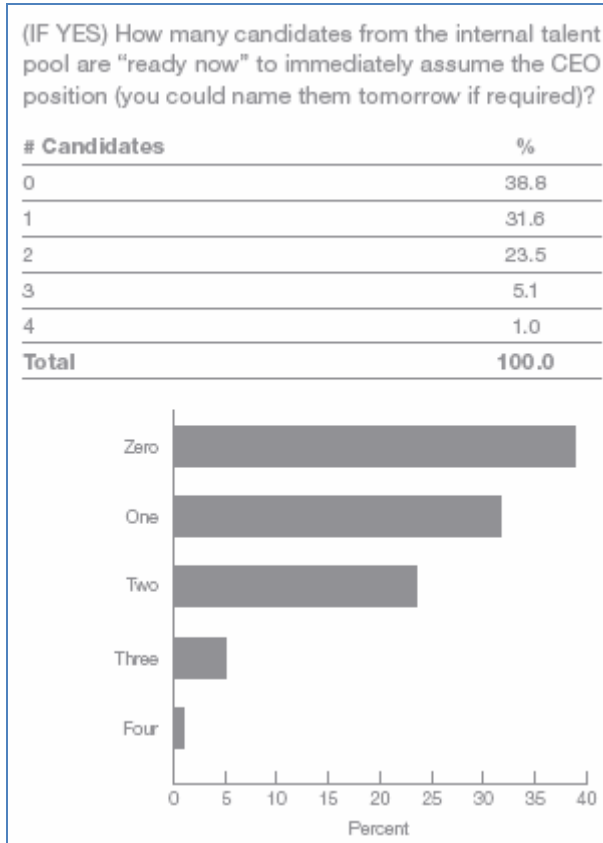 (IF YES) How many candidates from the internal talent
pool are “ready now” to immediately assume the CEO
position (you could name them tomorrow if required)?
# Candidates %
0 38.8
1 31.6
2 23.5
3 5.1
4 1.0
Total 100.0
Zero
One
Two
Three
Four
0 5 10 15 20 25 30 35 40
Percent